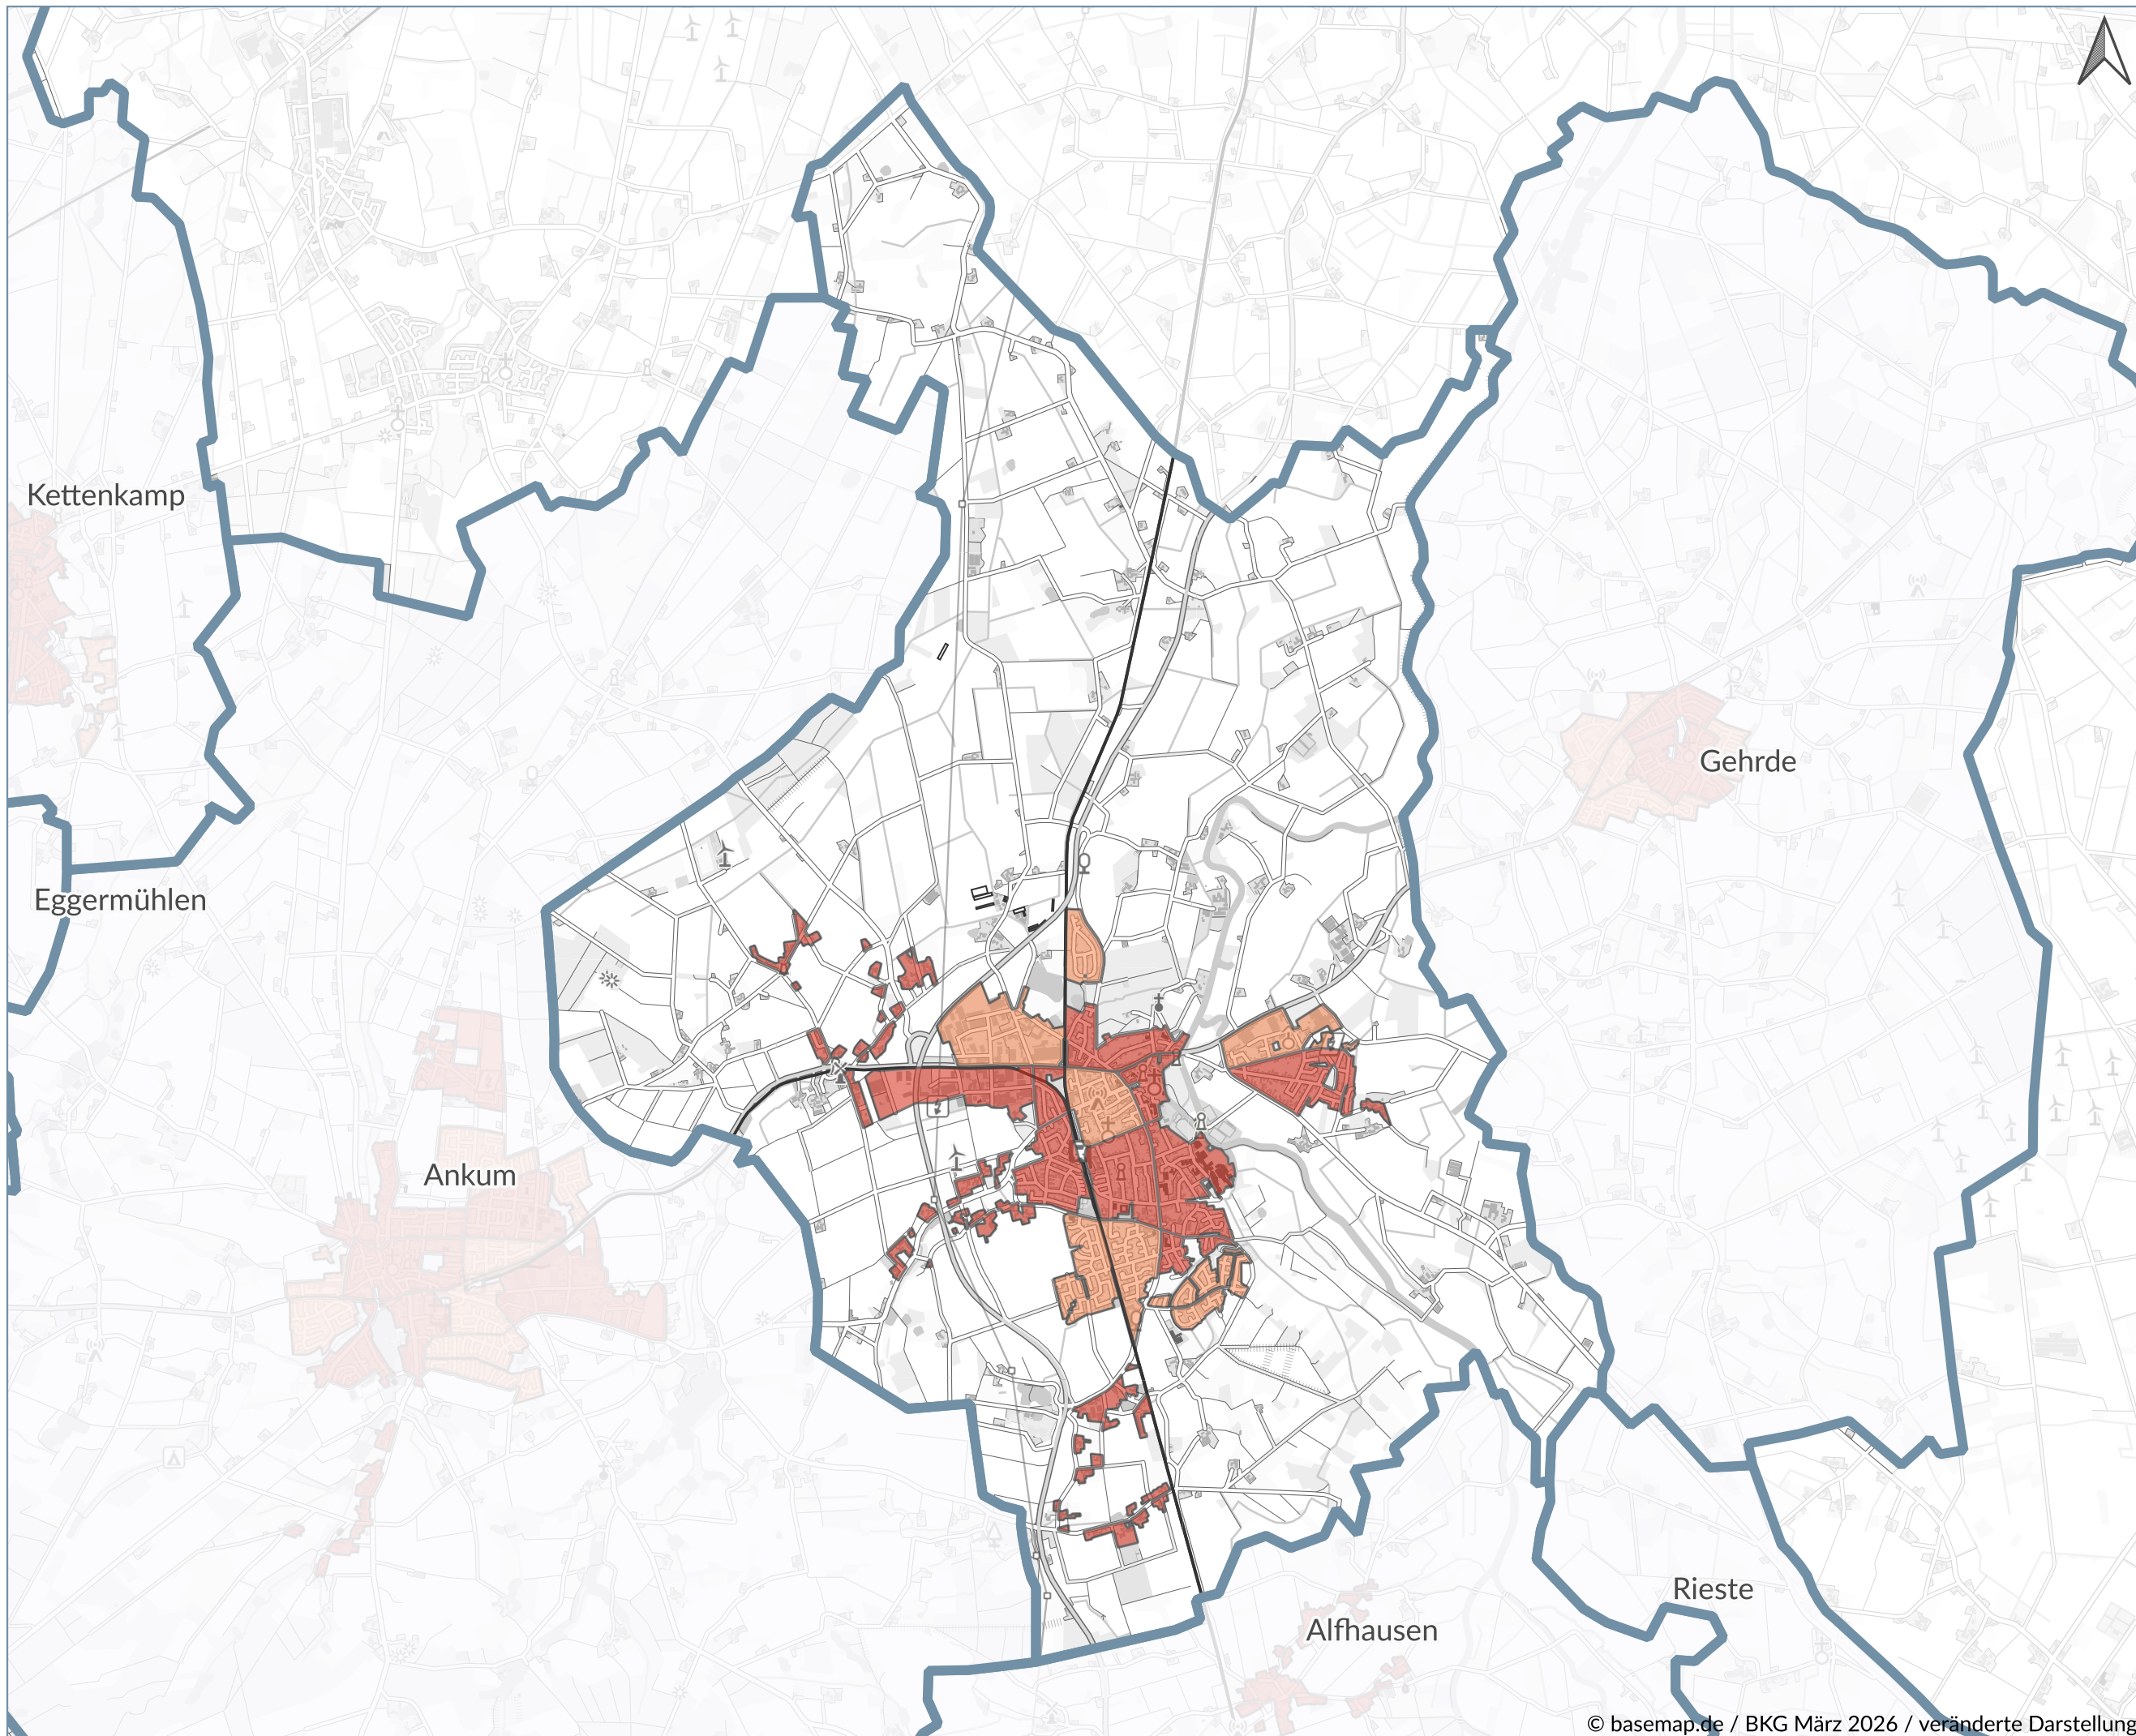 Kettenkamp
Gehrde
Eggermühlen
Ankum
Rieste
Alfhausen
© basemap.de / BKG März 2026 / veränderte Darstellung